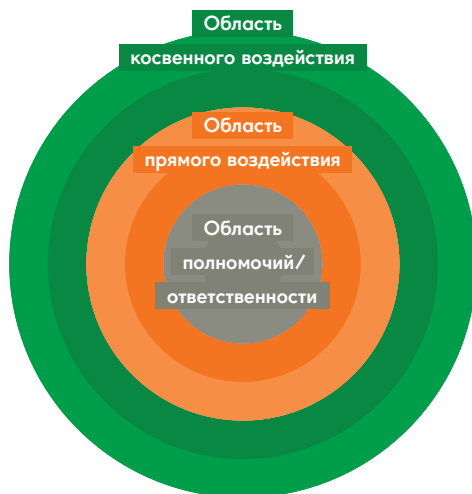 Область
косвенного воздействия
Область
прямого воздействия
Область
полномочий/
ответственности